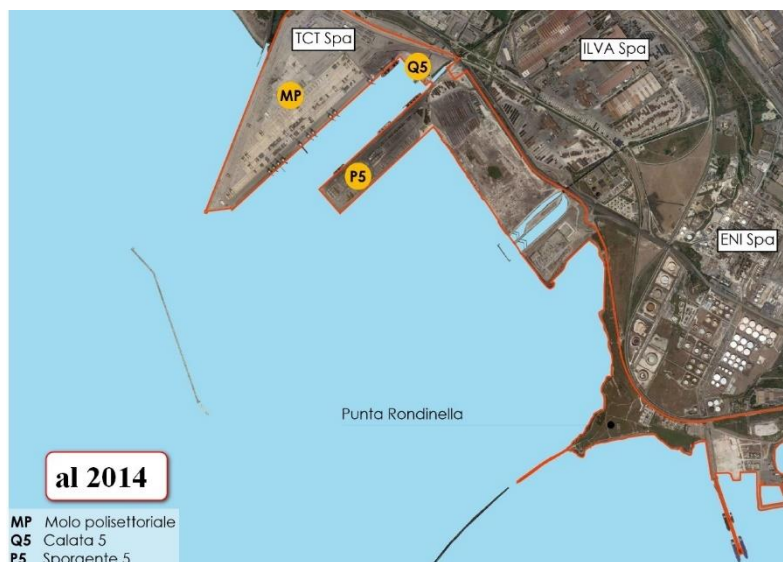 TCT Spa
ILVA Spa
Q5
MP
P5
ENI Spa
Punta Rondinella
al 2014
MP Molo polisettoriale
Q5 Calata 5
P5 Sporgente 5